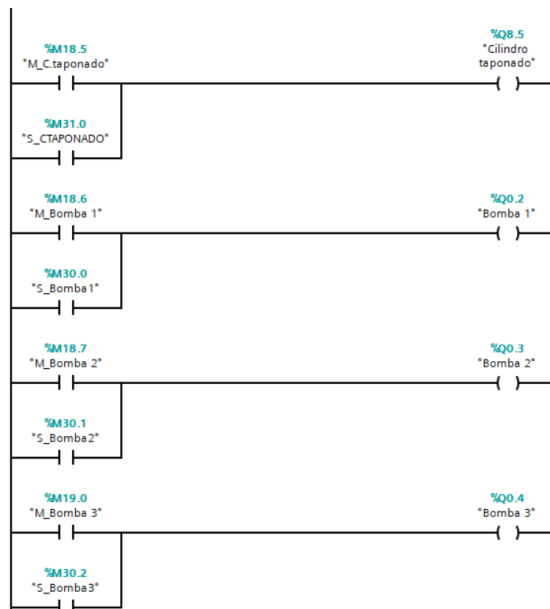 %M18.5
"M_C.taponado"
%Q8.5
"Cilindro
taponado"
%M31.0
"S_CTAPONADO"
%M18.6
"M_Bomba 1"
%Q0.2
"Bomba 1"
%M30.0
"S_Bomba1"
%M18.7
"M_Bomba 2"
%Q0.3
"Bomba 2"
%M30.1
"S_Bomba2"
%M19.0
"M_Bomba 3"
%Q0.4
"Bomba 3"
%M30.2
"S_Bomba3"